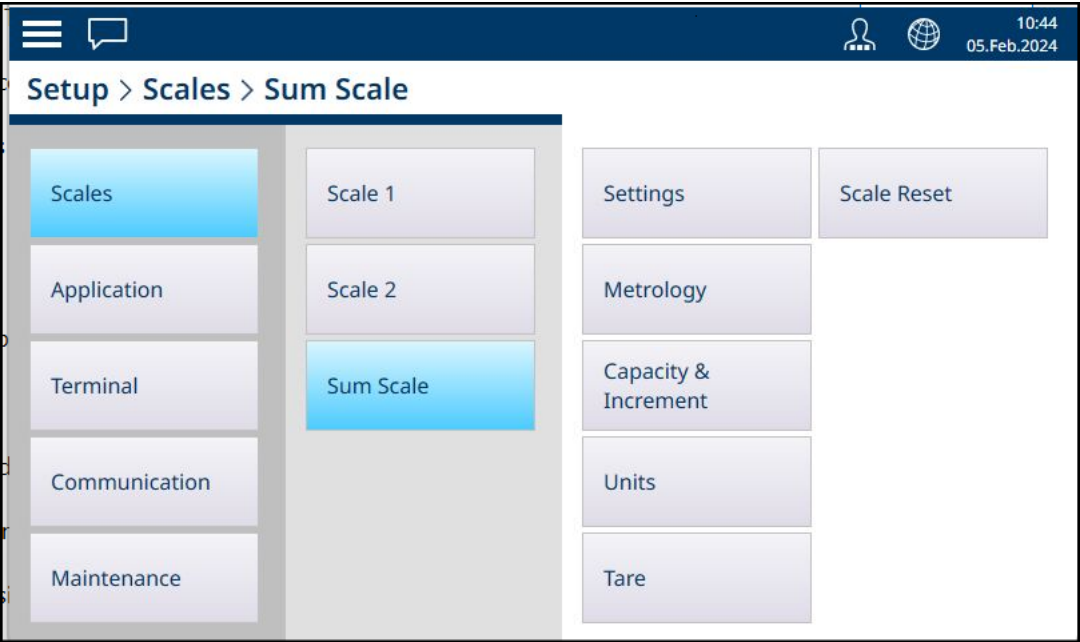 10:44
05.Feb.2024
Setup > Scales > Sum Scale
Scales
Application
Terminal
Communication
Maintenance
Scale 1
Scale 2
Sum Scale
Settings
Metrology
Capacity &
Increment
Units
Tare
Scale Reset